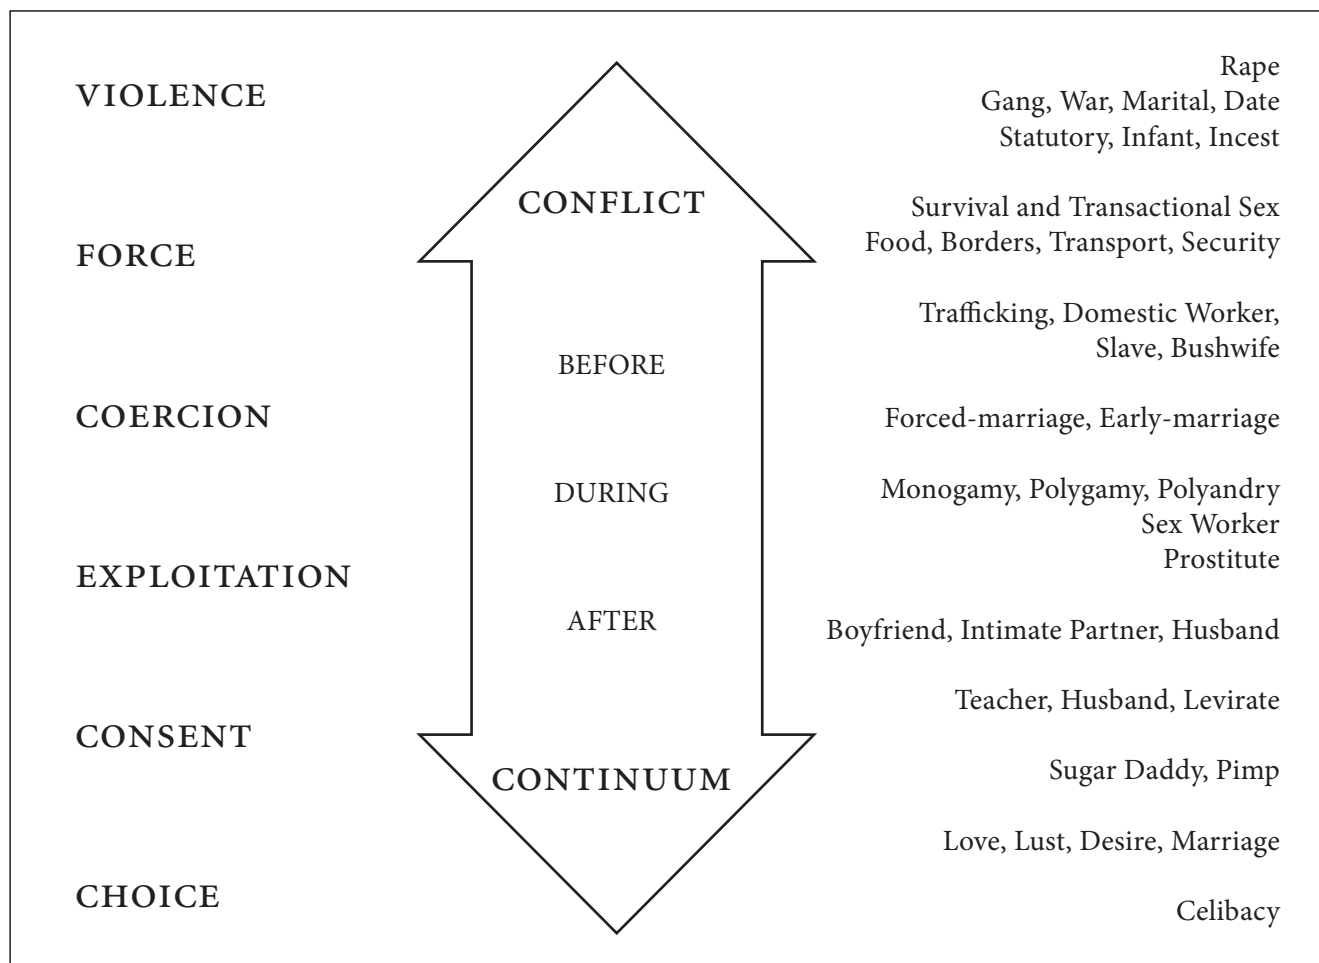 VIOLENCE
FORCE
COERCION
EXPLOITATION
CONSENT
CHOICE
CONFLICT
BEFORE
DURING
AFTER
CONTINUUM
Rape
Gang, War, Marital, Date
Statutory, Infant, Incest
Survival and Transactional Sex
Food, Borders, Transport, Security
Trafficking, Domestic Worker,
Slave, Bushwife
Forced-marriage, Early-marriage
Monogamy, Polygamy, Polyandry
Sex Worker
Prostitute
Boyfriend, Intimate Partner, Husband
Teacher, Husband, Levirate
Sugar Daddy, Pimp
Love, Lust, Desire, Marriage
Celibacy